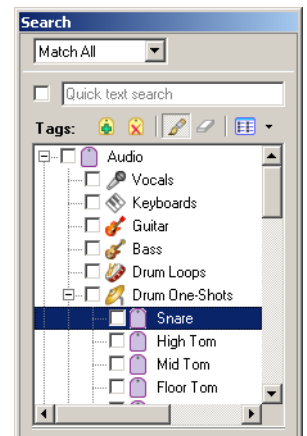 Search
Match All
Quick text search
Tags:
Audio
Vocals
Keyboards
Guitar
Bass
Drum Loops
Drum One-Shots
Snare
High Tom
Mid Tom
Floor Tom